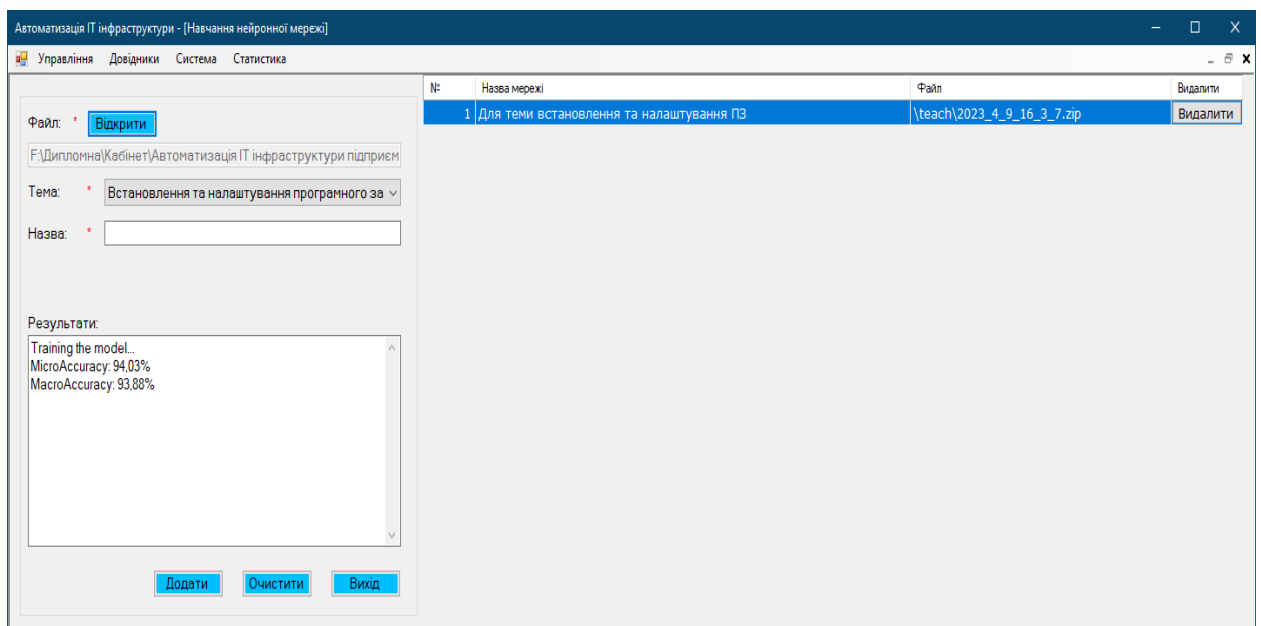 Автоматизація ІТ інфраструктури - [Навчання нейронної мережі]
Управління Довідники Система Статистика
№ Назва мережі Файл Видалити
1 Для теми встановлення та налаштування ПЗ \teach\2023_4_9_16_3_7.zip Видалити
Файл: * Відкрити
F:\Дипломна\Кабінет\Автоматизація ІТ інфраструктури підприєм
Тема: * Встановлення та налаштування програмного за
Назва: *
Результати:
Training the model...
MicroAccuracy: 94,03%
MacroAccuracy: 93,88%
Додати Очистити Вихід